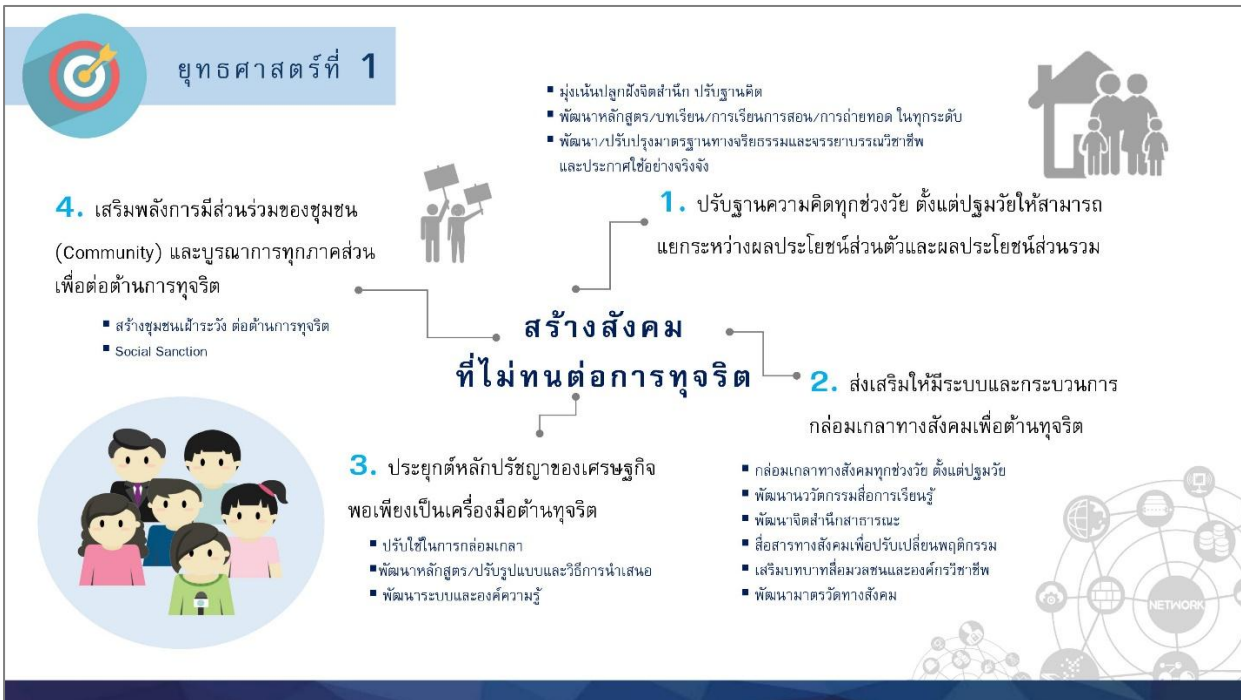 ยุทธศาสตร์ที่ 1
▪ มุ่งเน้นปลูกฝังจิตสำนึก ปรับฐานคิด
▪ พัฒนาหลักสูตร/บทเรียน/การเรียนการสอน/การถ่ายทอด ในทุกระดับ
▪ พัฒนา/ปรับปรุงมาตรฐานทางจริยธรรมและจรรยาบรรณวิชาชีพ
และประกาศใช้อย่างจริงจัง
1. ปรับฐานความคิดทุกช่วงวัย ตั้งแต่ปฐมวัยให้สามารถ
แยกระหว่างผลประโยชน์ส่วนตัวและผลประโยชน์ส่วนรวม
4. เสริมพลังการมีส่วนร่วมของชุมชน
(Community) และบูรณาการทุกภาคส่วน
เพื่อต่อต้านการทุจริต
▪ สร้างชุมชนเฝ้าระวัง ต่อต้านการทุจริต
▪ Social Sanction
สร้างสังคม
ที่ไม่ทนต่อการทุจริต
2. ส่งเสริมให้มีระบบและกระบวนการ
กล่อมเกลาทางสังคมเพื่อต้านทุจริต
▪ กล่อมเกลาทางสังคมทุกช่วงวัย ตั้งแต่ปฐมวัย
▪ พัฒนานวัตกรรมสื่อการเรียนรู้
▪ พัฒนาจิตสำนึกสาธารณะ
▪ สื่อสารทางสังคมเพื่อปรับเปลี่ยนพฤติกรรม
▪ เสริมบทบาทสื่อมวลชนและองค์กรวิชาชีพ
▪ พัฒนามาตรวัดทางสังคม
3. ประยุกต์หลักปรัชญาของเศรษฐกิจ
พอเพียงเป็นเครื่องมือต้านทุจริต
▪ ปรับใช้ในการกล่อมเกลา
▪ พัฒนาหลักสูตร/ปรับรูปแบบและวิธีการนำเสนอ
▪ พัฒนาระบบและองค์ความรู้
NETWORK